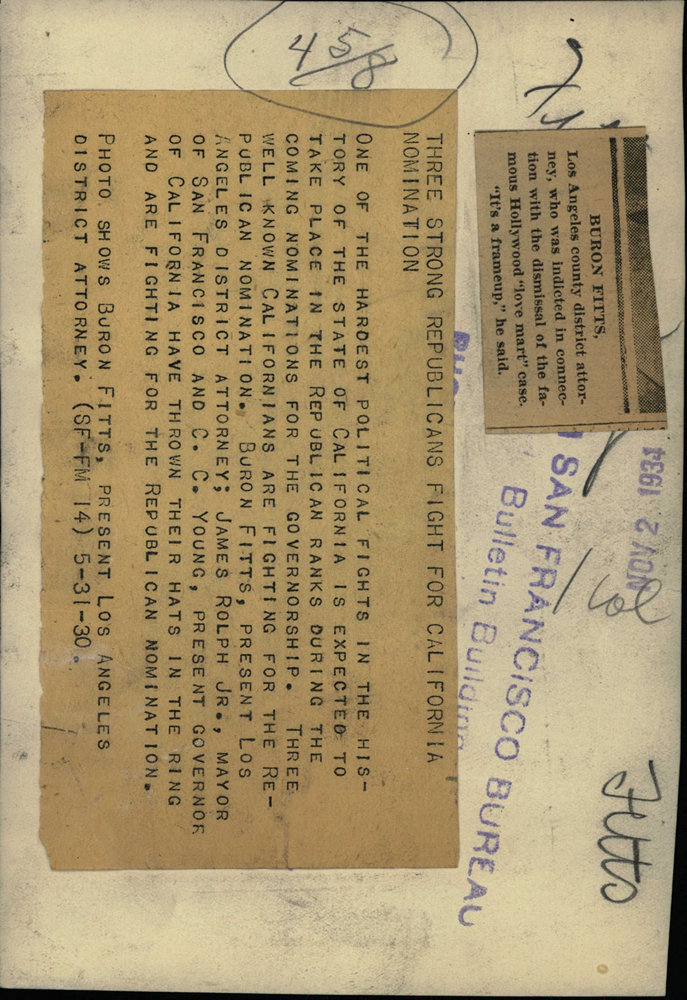 4 5/8
BURON FITTS,
Los Angeles county district attor-
ney, who was indicted in connec-
tion with the dismissal of the fa-
mous Hollywood "love mart" case.
"It's a frameup," he said.
NOV 2 1934
1 Col
Fitts
SAN FRANCISCO BUREAU
Bulletin Building
THREE STRONG REPUBLICANS FIGHT FOR CALIFORNIA
NOMINATION
ONE OF THE HARDEST POLITICAL FIGHTS IN THE HIS-
TORY OF THE STATE OF CALIFORNIA IS EXPECTED TO
TAKE PLACE IN THE REPUBLICAN RANKS DURING THE
COMING NOMINATIONS FOR THE GOVERNORSHIP. THREE
WELL KNOWN CALIFORNIANS ARE FIGHTING FOR THE RE-
PUBLICAN NOMINATION. BURON FITTS, PRESENT LOS
ANGELES DISTRICT ATTORNEY; JAMES ROLPH JR., MAYOR
OF SAN FRANCISCO AND C. C. YOUNG, PRESENT GOVERNOR
OF CALIFORNIA HAVE THROWN THEIR HATS IN THE RING
AND ARE FIGHTING FOR THE REPUBLICAN NOMINATION.
PHOTO SHOWS BURON FITTS, PRESENT LOS ANGELES
DISTRICT ATTORNEY. (SF-FM 14) 5-31-30.